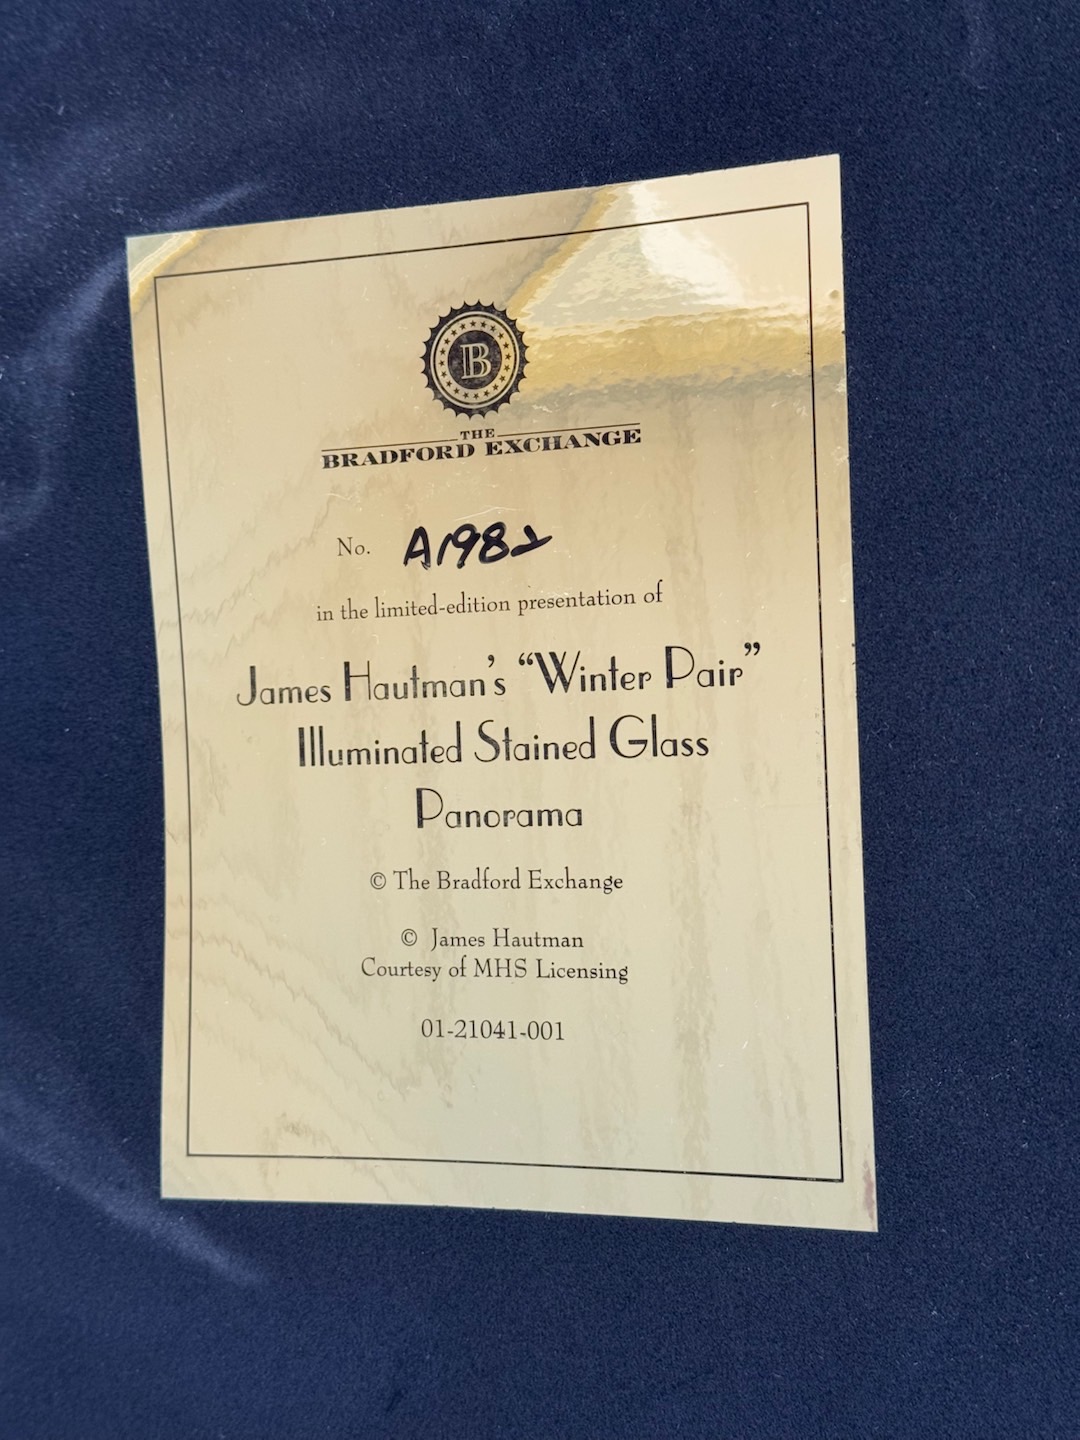 B
THE
BRADFORD EXCHANGE
No. A1982
in the limited-edition presentation of
James Hautman's “Winter Pair”
Illuminated Stained Glass
Panorama
© The Bradford Exchange
© James Hautman
Courtesy of MHS Licensing
01-21041-001